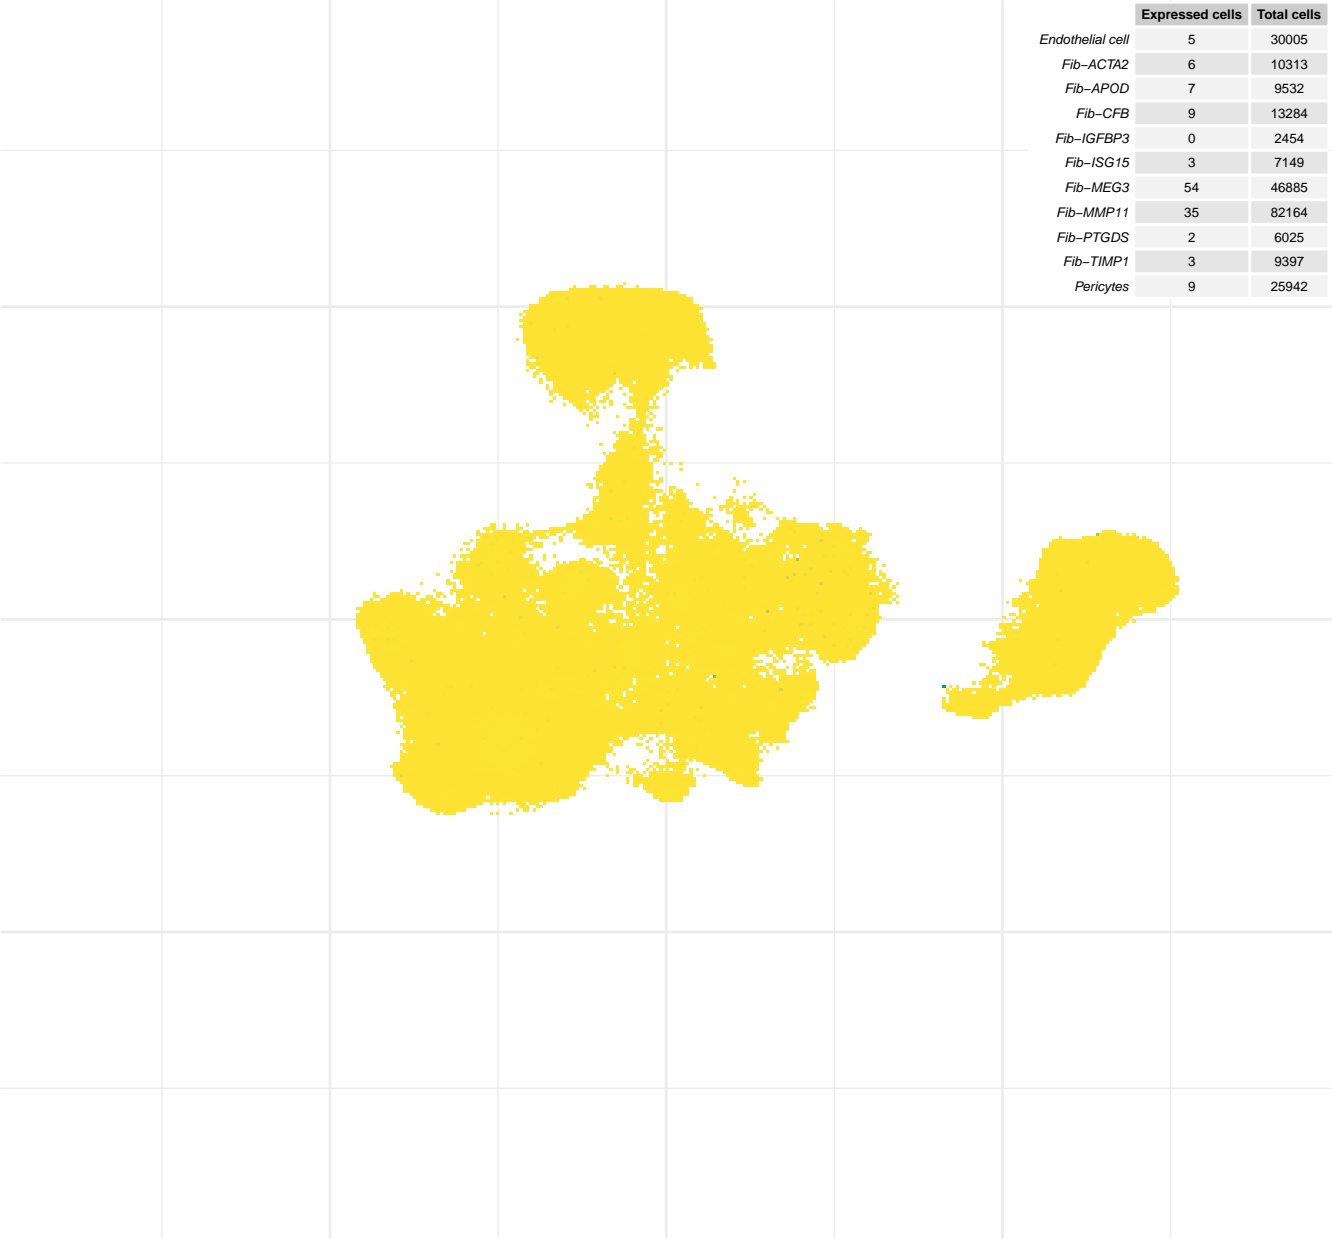 Expressed cells Total cells
Endothelial cell 5 30005
Fib−ACTA2 6 10313
Fib−APOD 7 9532
Fib−CFB 9 13284
Fib−IGFBP3 0 2454
Fib−ISG15 3 7149
Fib−MEG3 54 46885
Fib−MMP11 35 82164
Fib−PTGDS 2 6025
Fib−TIMP1 3 9397
Pericytes 9 25942